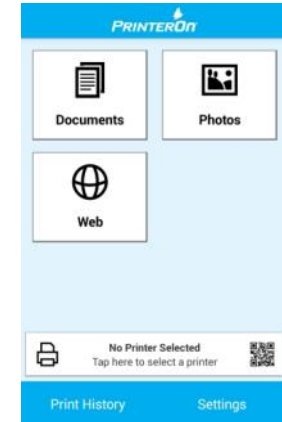 PRINTERON
Documents
Photos
Web
No Printer Selected
Tap here to select a printer
Print History
Settings